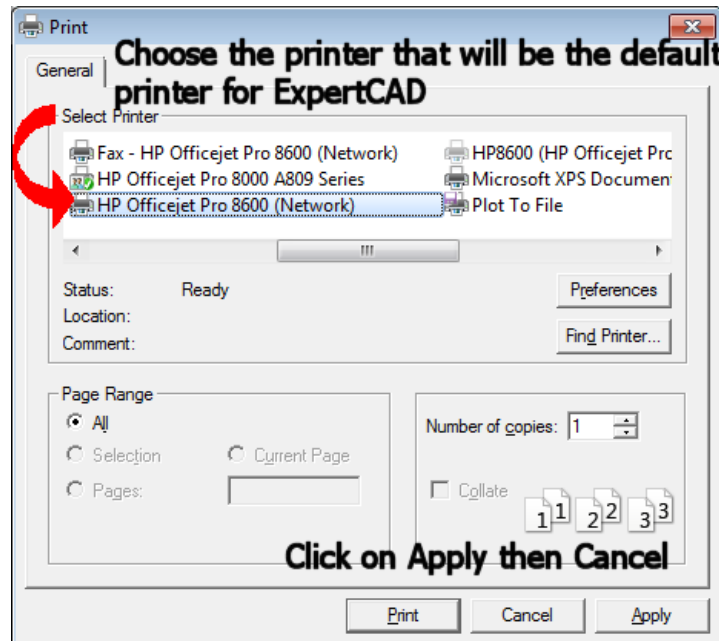 Print
Choose the printer that will be the default
General
printer for ExpertCAD
Select Printer
Fax - HP Officejet Pro 8600 (Network)
HP8600 (HP Officejet Pro
HP Officejet Pro 8000 A809 Series
Microsoft XPS Documen
HP Officejet Pro 8600 (Network)
Plot To File
Status: Ready
Preferences
Location:
Find Printer...
Comment:
Page Range
All
Number of copies: 1
Selection
Current Page
Pages:
Collate
1 1 2 2 3 3
Click on Apply then Cancel
Print
Cancel
Apply